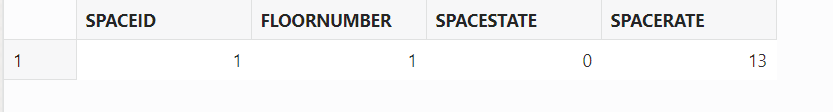 SPACEID FLOORNUMBER SPACESTATE SPACERATE
1 1 1 0 13